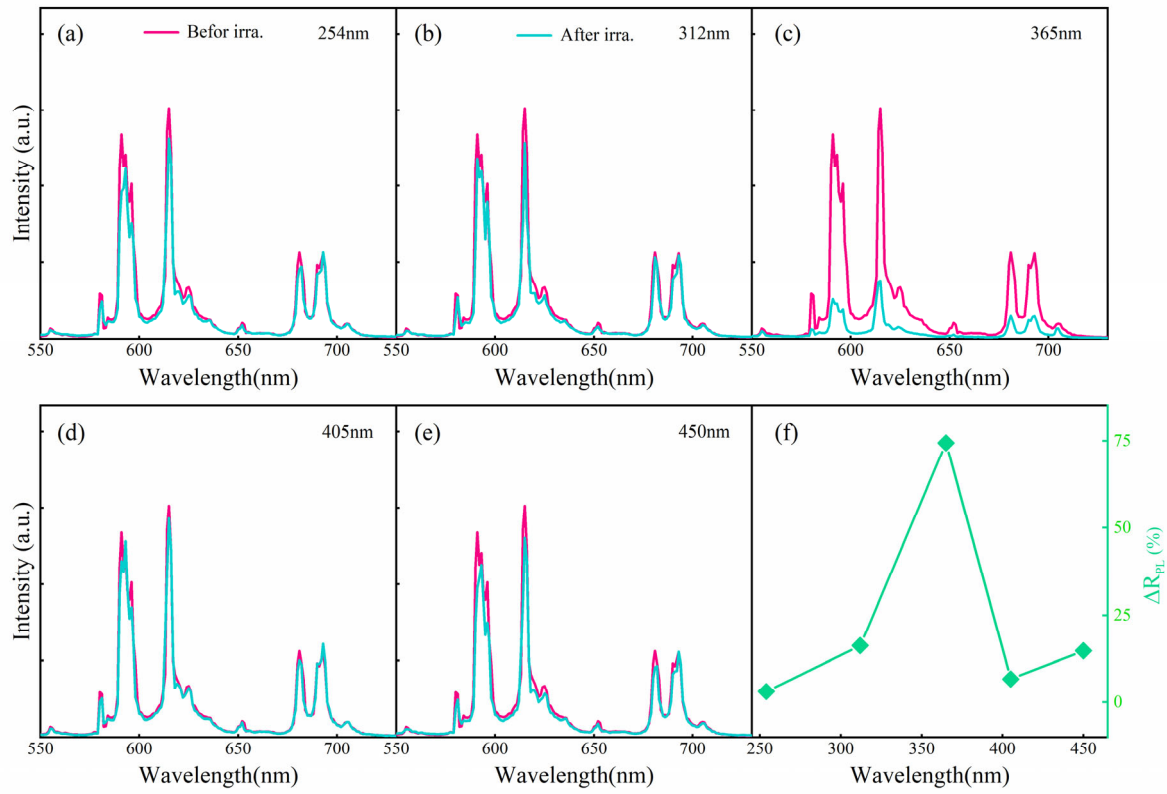 (a) Befor irra. 254nm
(b) After irra. 312nm
(c) 365nm
Intensity (a.u.)
550 600 650 700
550 600 650 700
550 600 650 700
Wavelength(nm)
Wavelength(nm)
Wavelength(nm)
(d) 405nm
(e) 450nm
(f)
Intensity (a.u.)
75
50
25
0
ΔR_PL (%)
550 600 650 700
550 600 650 700
250 300 350 400 450
Wavelength(nm)
Wavelength(nm)
Wavelength(nm)